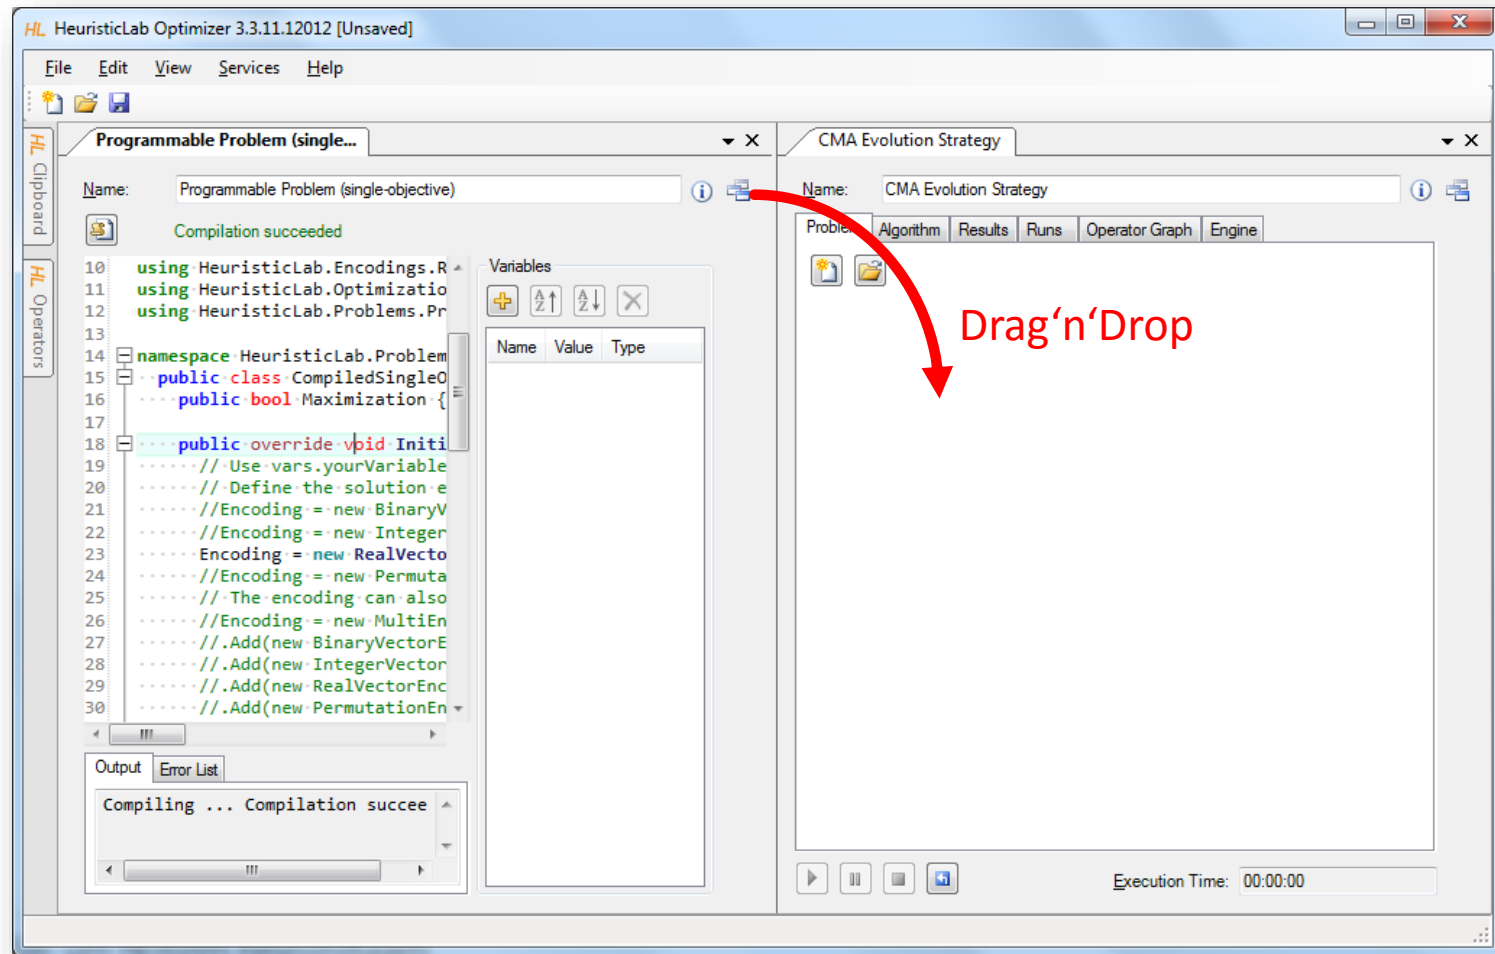 HL HeuristicLab Optimizer 3.3.11.12012 [Unsaved]
File Edit View Services Help
HL Clipboard
HL Operators
Programmable Problem (single...
Name: Programmable Problem (single-objective)
Compilation succeeded
10 using HeuristicLab.Encodings.R
11 using HeuristicLab.Optimizatio
12 using HeuristicLab.Problems.Pr
13
14 namespace HeuristicLab.Problem
15 public class CompiledSingleO
16 public bool Maximization {
17
18 public override void Initi
19 // Use vars.yourVariable
20 // Define the solution e
21 //Encoding = new BinaryV
22 //Encoding = new Integer
23 Encoding = new RealVecto
24 //Encoding = new Permuta
25 // The encoding can also
26 //Encoding = new MultiEn
27 //.Add(new BinaryVectorE
28 //.Add(new IntegerVector
29 //.Add(new RealVectorEnc
30 //.Add(new PermutationEn
Output Error List
Compiling ... Compilation succee
Variables
Name Value Type
CMA Evolution Strategy
Name: CMA Evolution Strategy
Problem Algorithm Results Runs Operator Graph Engine
Drag‘n‘Drop
Execution Time: 00:00:00